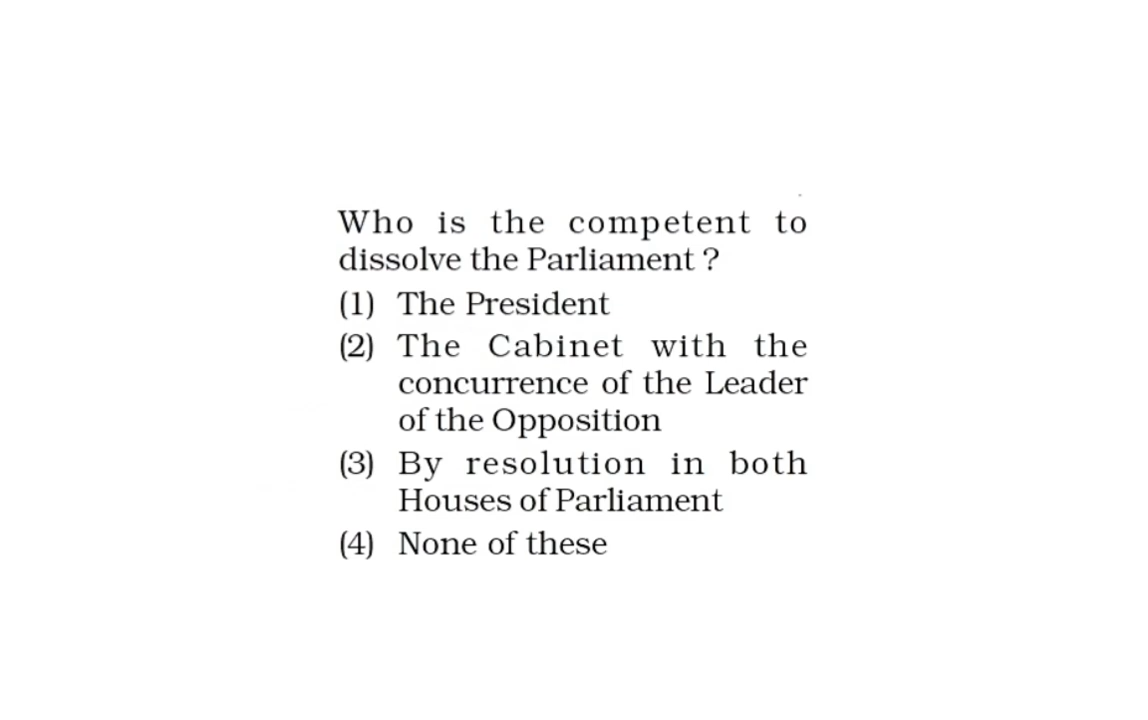 Who is the competent to
dissolve the Parliament ?
(1) The President
(2) The Cabinet with the
concurrence of the Leader
of the Opposition
(3) By resolution in both
Houses of Parliament
(4) None of these